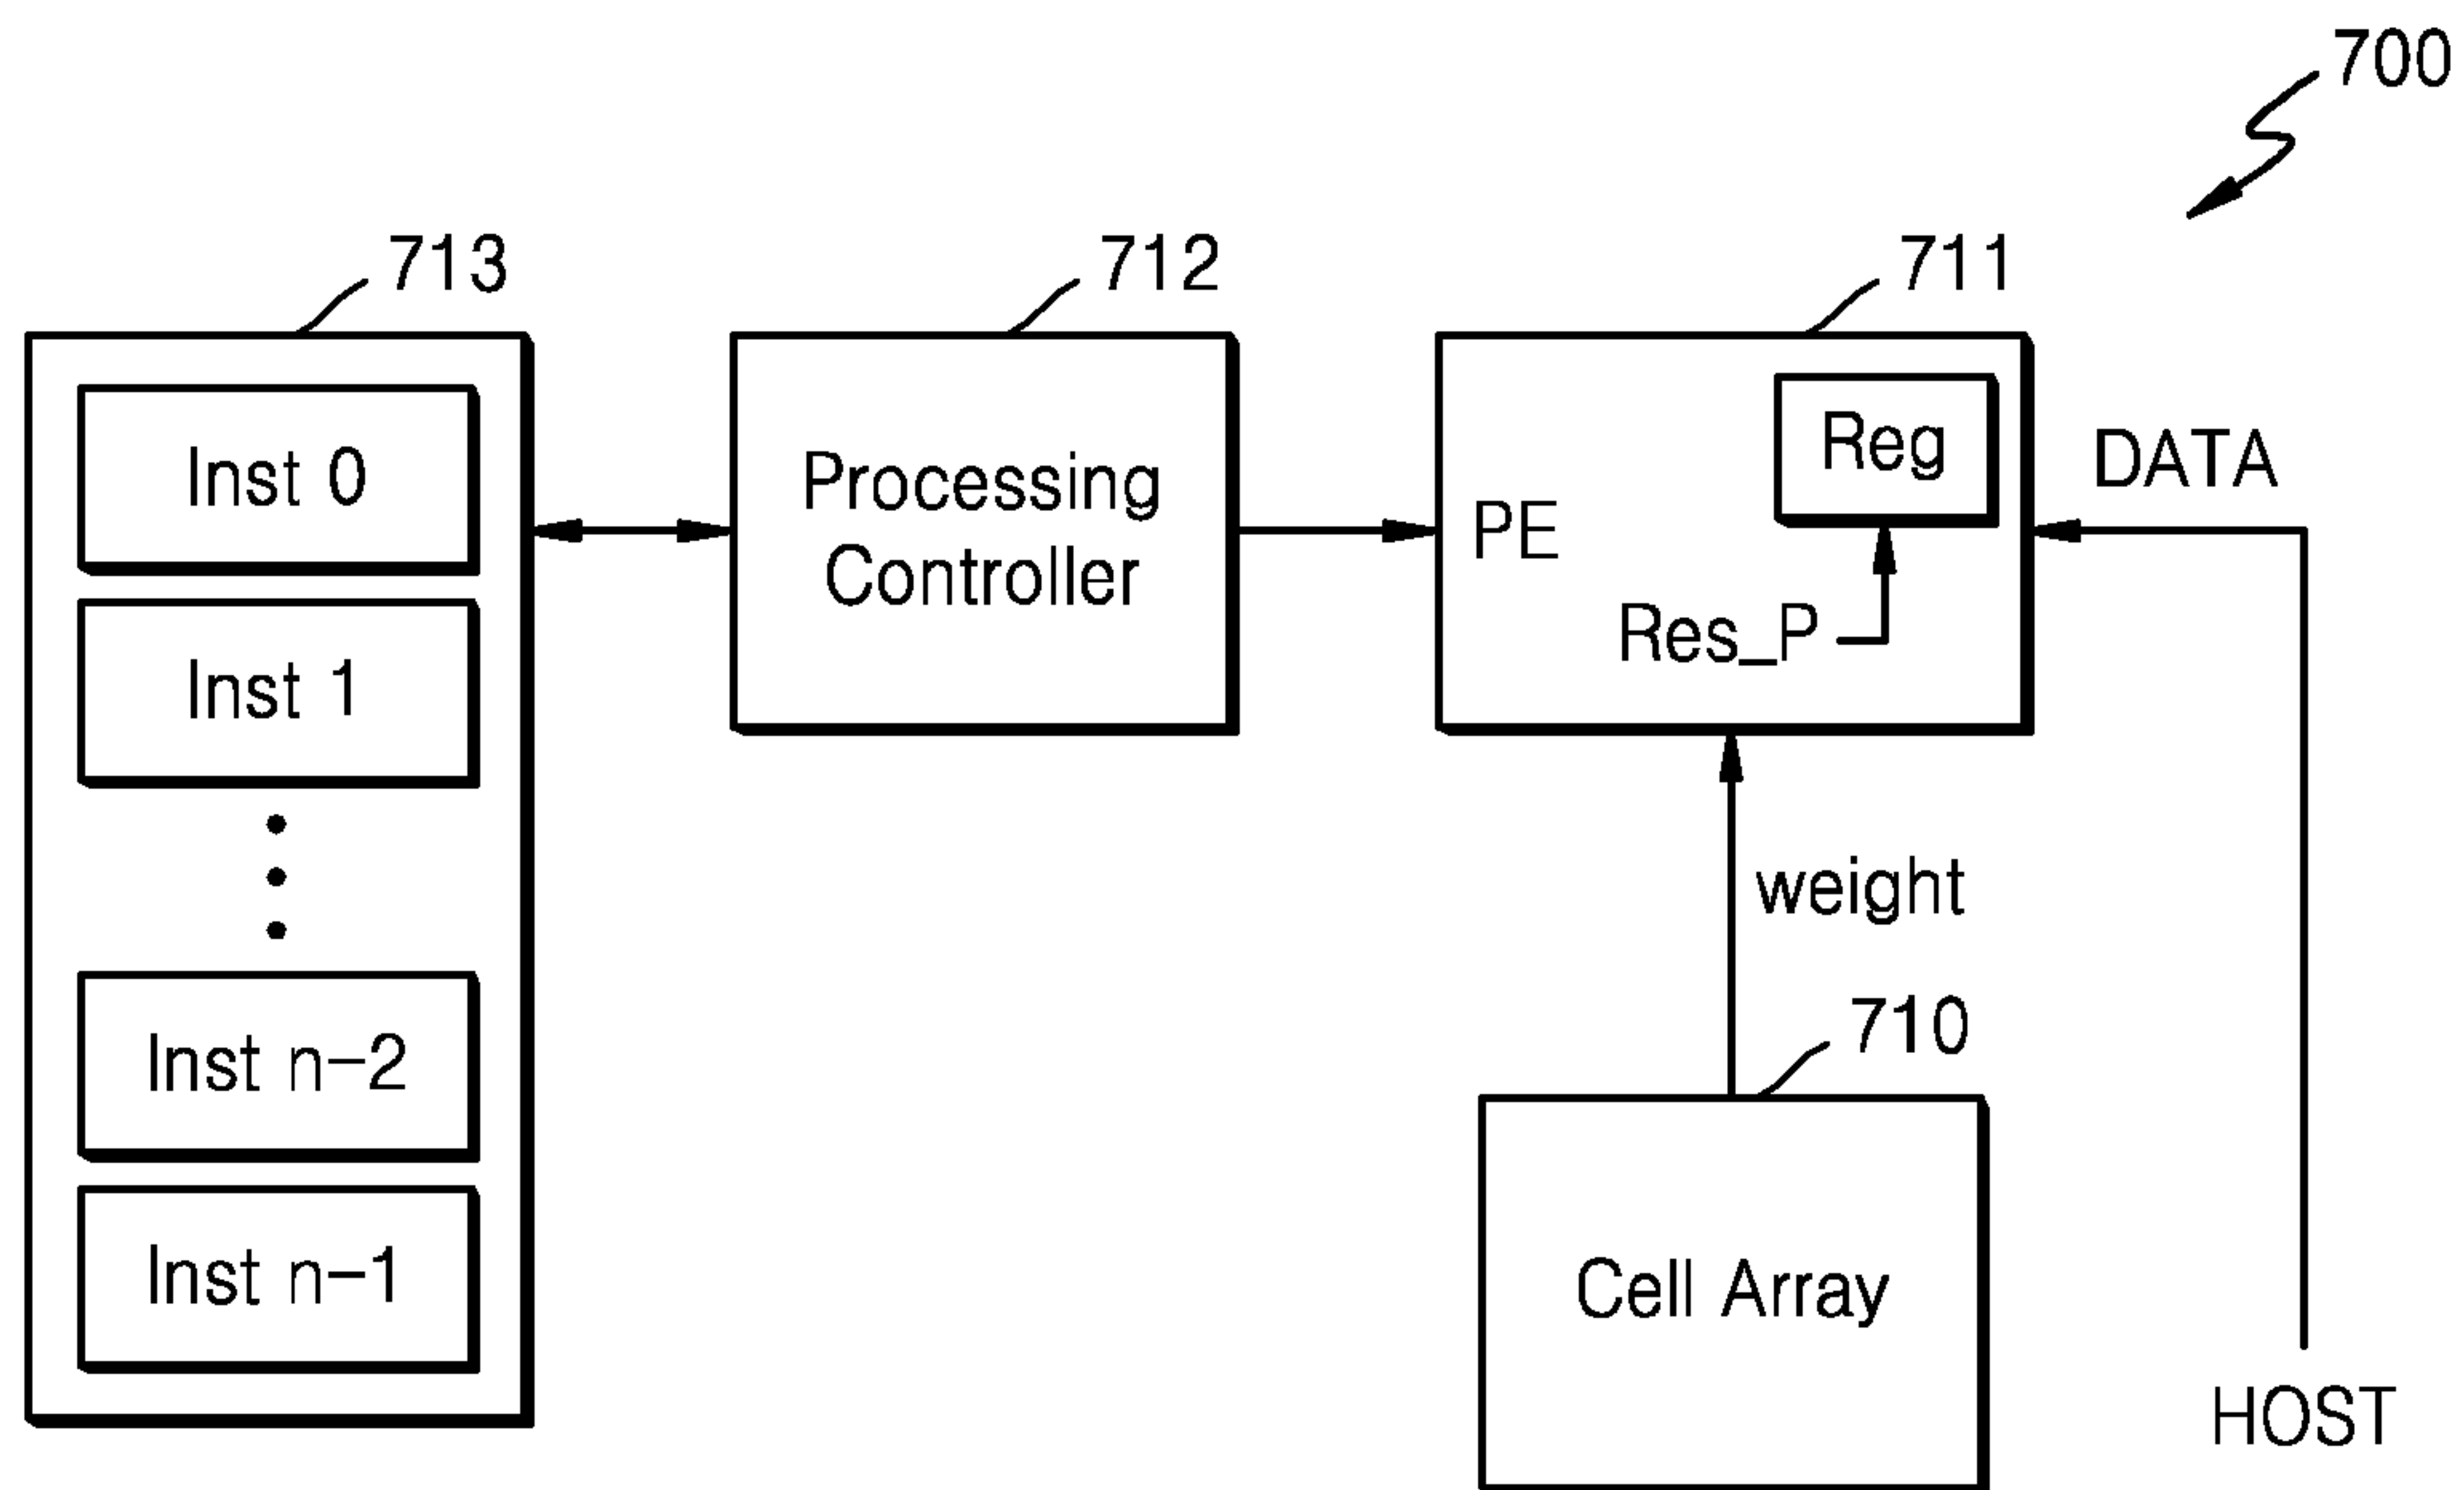 700
713
712
711
Inst 0
Inst 1
Inst n-2
Inst n-1
Processing
Controller
PE
Reg
Res_P
DATA
weight
710
Cell Array
HOST